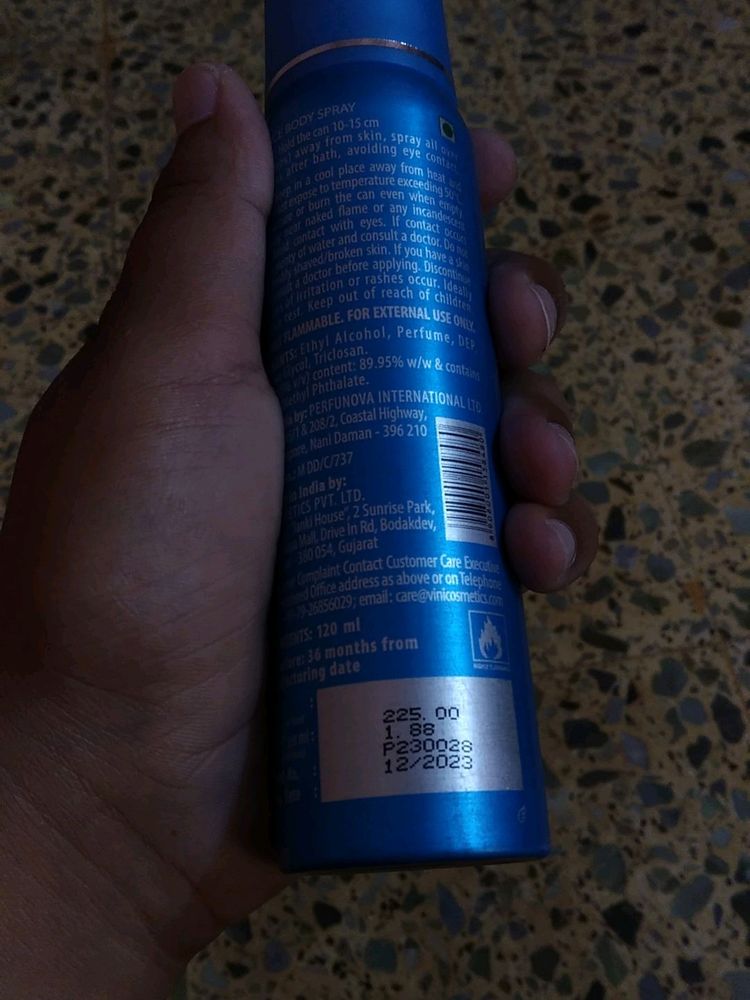 BODY SPRAY
Hold the can 10-15 cm
away from skin, spray all over
after bath, avoiding eye contact
in a cool place away from heat and
expose to temperature exceeding 50°C
or burn the can even when empty
near naked flame or any incandescent
contact with eyes. If contact occurs
of water and consult a doctor. Do not
shaved/broken skin. If you have a skin
a doctor before applying. Discontinue
irritation or rashes occur. Ideally
test. Keep out of reach of children
FLAMMABLE. FOR EXTERNAL USE ONLY.
Ethyl Alcohol, Perfume, DEP
Triclosan.
content: 89.95% w/w & contains
Phthalate.
by: PERFUNOVA INTERNATIONAL LTD
& 208/2, Coastal Highway,
Nani Daman - 396 210
DD/C/737
in India by:
PVT. LTD.
House", 2 Sunrise Park,
Mall, Drive In Rd, Bodakdev,
380 054, Gujarat
Complaint Contact Customer Care Executive
Office address as above or on Telephone
79-26856029; email: care@vinicosmetics.com
120 ml
36 months from
date
225.00
1.88
P230028
12/2023